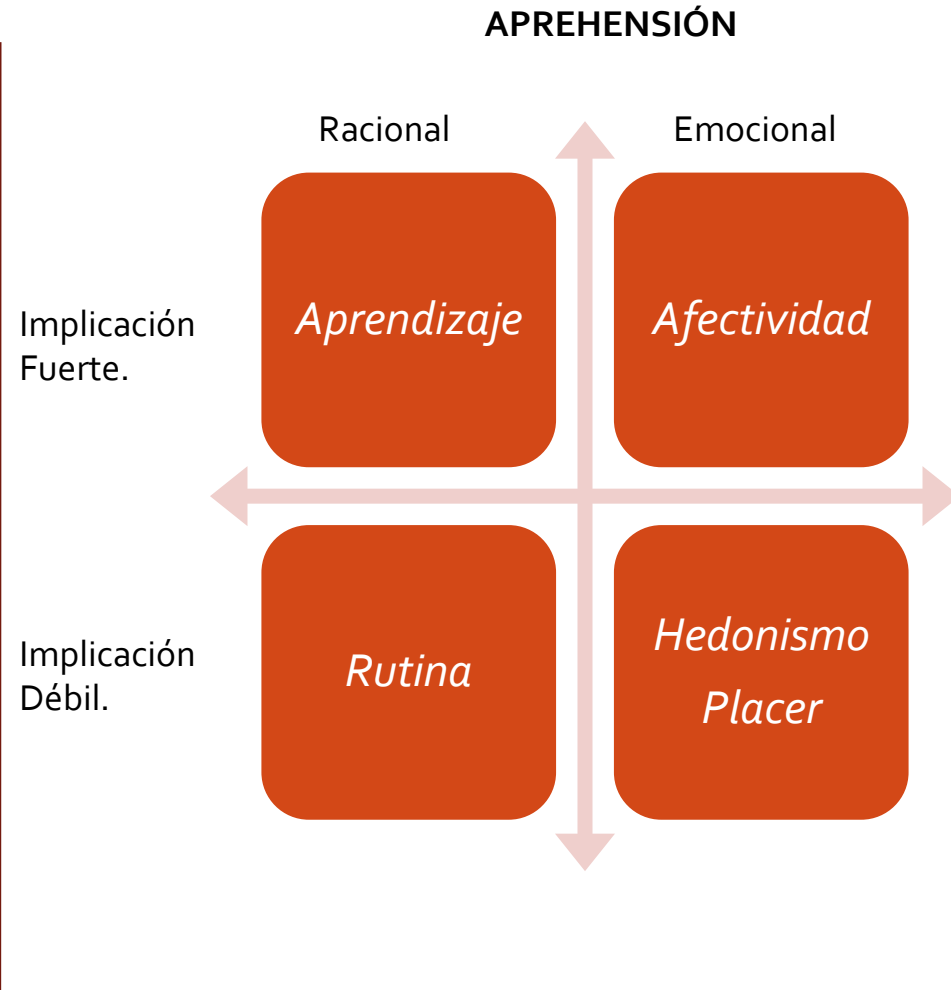 APREHENSIÓN
Racional
Emocional
Implicación
Fuerte.
Aprendizaje
Afectividad
Implicación
Débil.
Rutina
Hedonismo
Placer